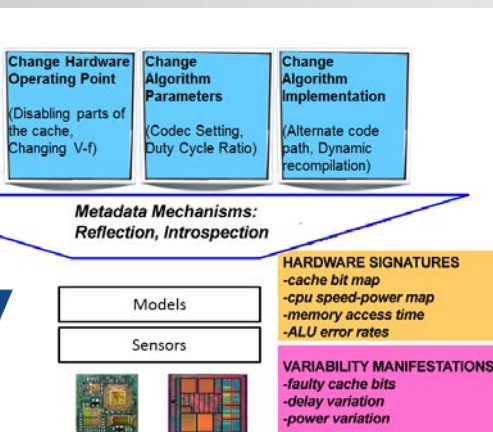 Change Hardware
Operating Point
(Disabling parts of
the cache,
Changing V-f)
Change
Algorithm
Parameters
(Codec Setting,
Duty Cycle Ratio)
Change
Algorithm
Implementation
(Alternate code
path, Dynamic
recompilation)
Metadata Mechanisms:
Reflection, Introspection
Models
Sensors
HARDWARE SIGNATURES
-cache bit map
-cpu speed-power map
-memory access time
-ALU error rates
VARIABILITY MANIFESTATIONS
-faulty cache bits
-delay variation
-power variation